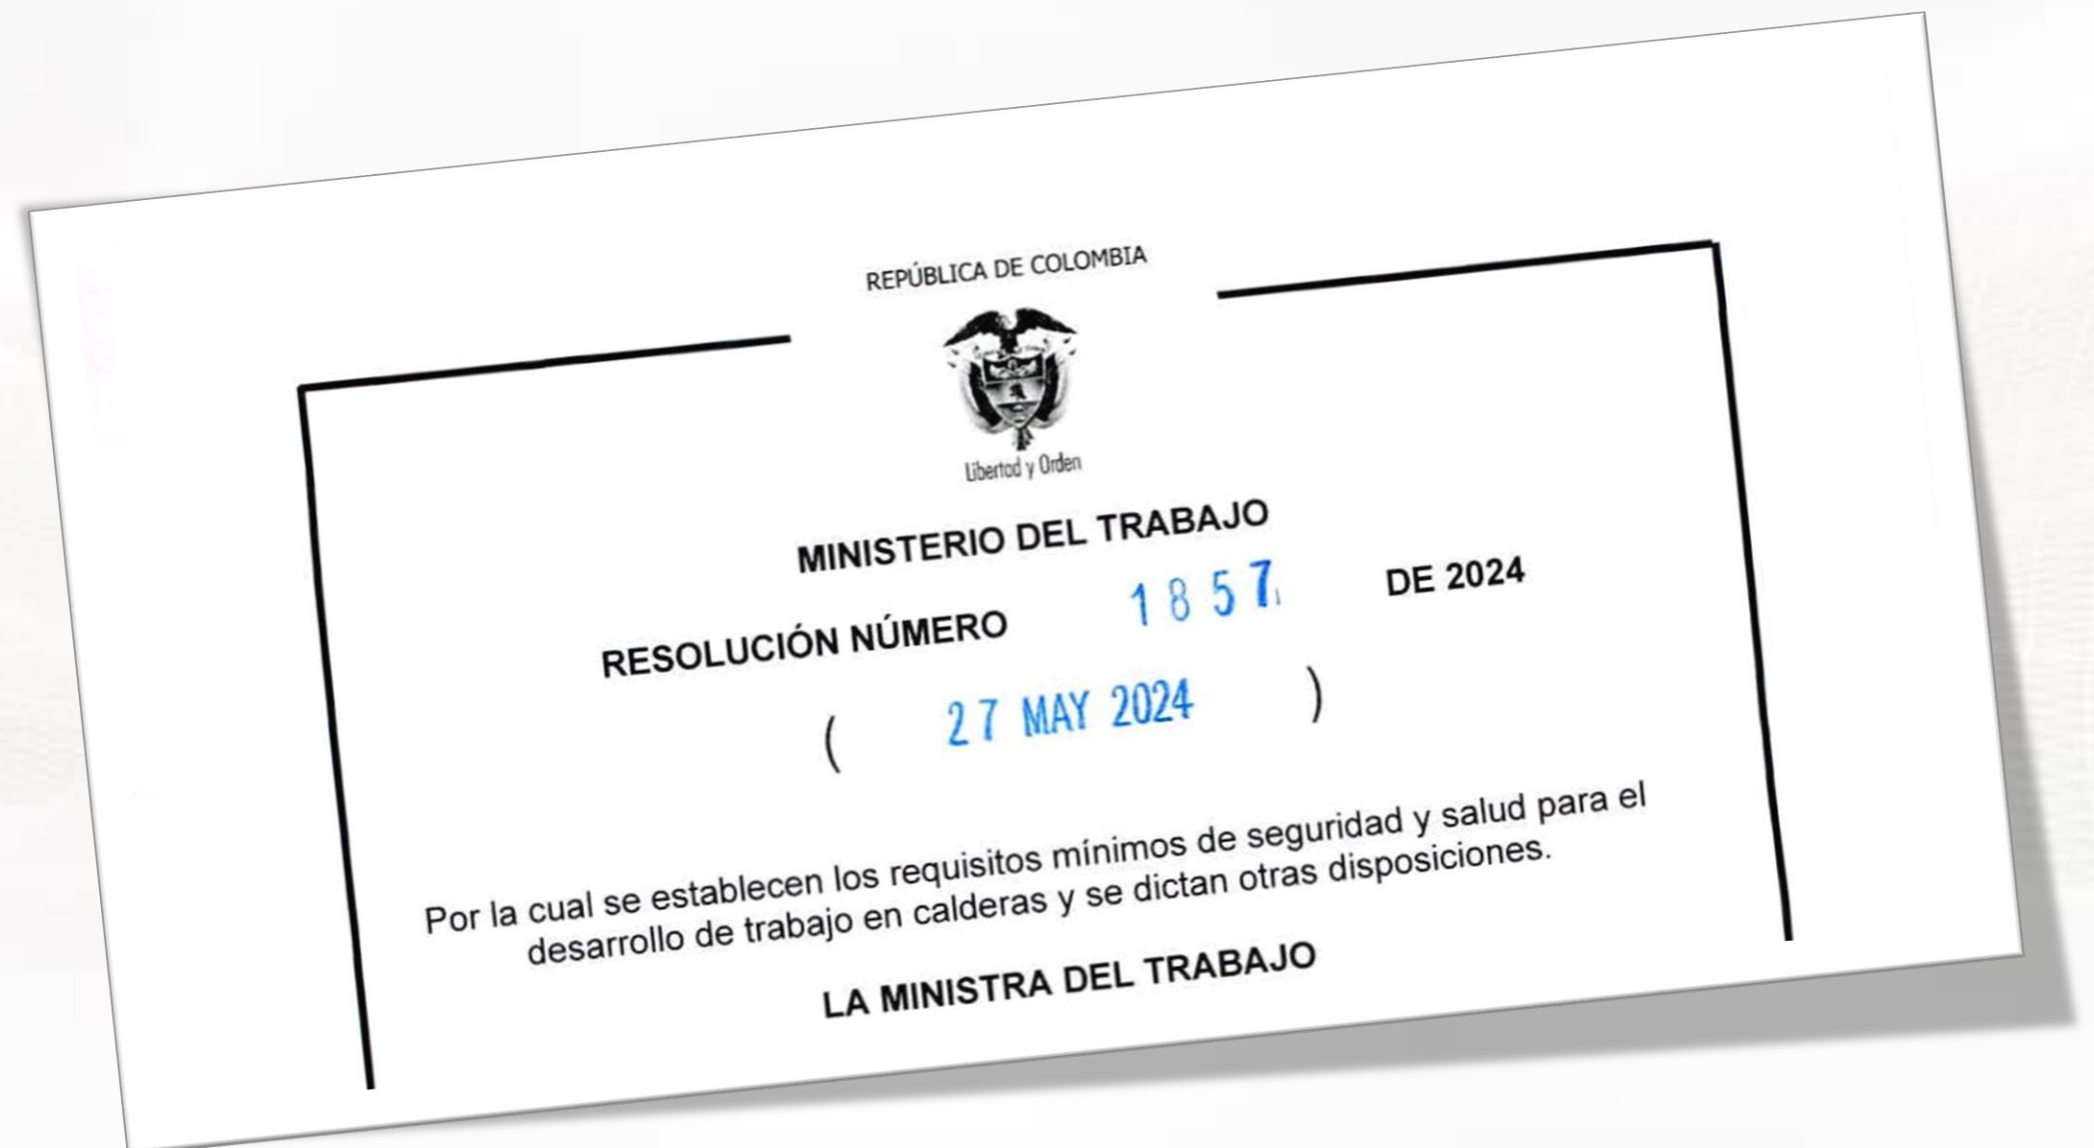 REPÚBLICA DE COLOMBIA
Libertad y Orden
MINISTERIO DEL TRABAJO
RESOLUCIÓN NÚMERO 1857 DE 2024
( 27 MAY 2024 )
Por la cual se establecen los requisitos mínimos de seguridad y salud para el
desarrollo de trabajo en calderas y se dictan otras disposiciones.
LA MINISTRA DEL TRABAJO